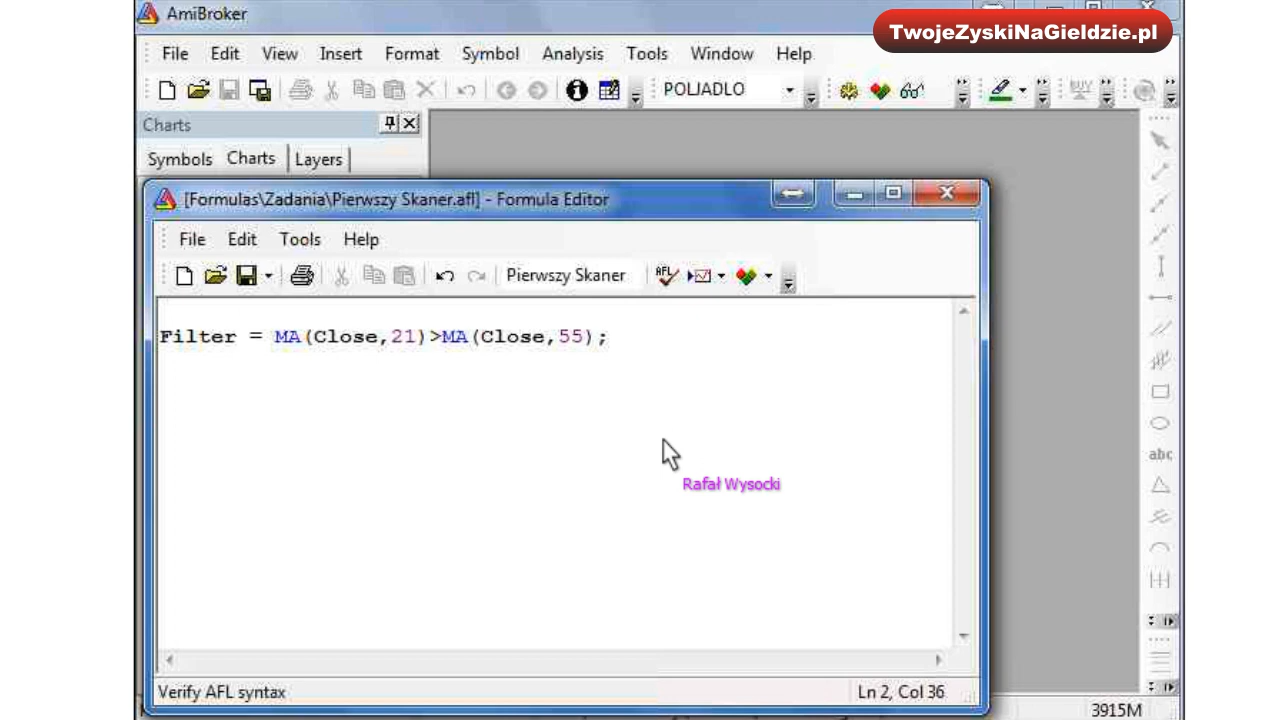 AmiBroker
TwojeZyskiNaGieldzie.pl
File Edit View Insert Format Symbol Analysis Tools Window Help
POLJADLO
Charts
Symbols Charts Layers
[Formulas\Zadania\Pierwszy Skaner.afl] - Formula Editor
File Edit Tools Help
Pierwszy Skaner AFL
Filter = MA(Close,21)>MA(Close,55);
abc
Rafał Wysocki
Verify AFL syntax Ln 2, Col 36
3915M